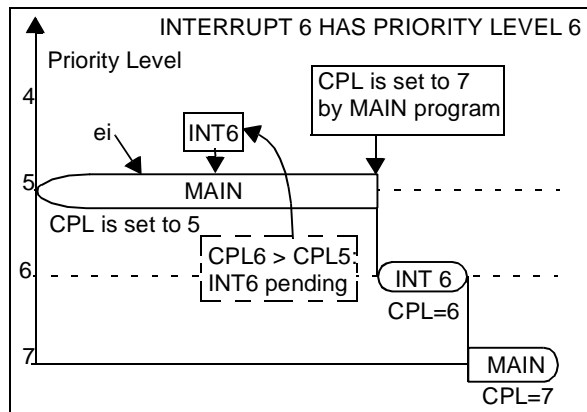 INTERRUPT 6 HAS PRIORITY LEVEL 6
Priority Level
CPL is set to 7
by MAIN program
4
ei
INT6
5
MAIN
CPL is set to 5
CPL6 > CPL5:
INT6 pending
6
INT 6
CPL=6
7
MAIN
CPL=7